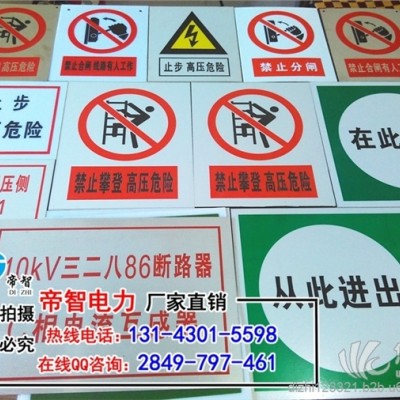 高压危险
禁止合闸 线路有人工作
止步 高压危险
禁止分闸
禁止合闸 有人工作
止 步
高压危险
禁止攀登 高压危险
禁止攀登 高压危险
在此
压侧
10kV三二八86断路器
帝智
DI ZHI
帝智电力 厂家直销
从此进出
拍摄
热线电话：131-4301-5598
必究
在线QQ咨询：2849-797-461